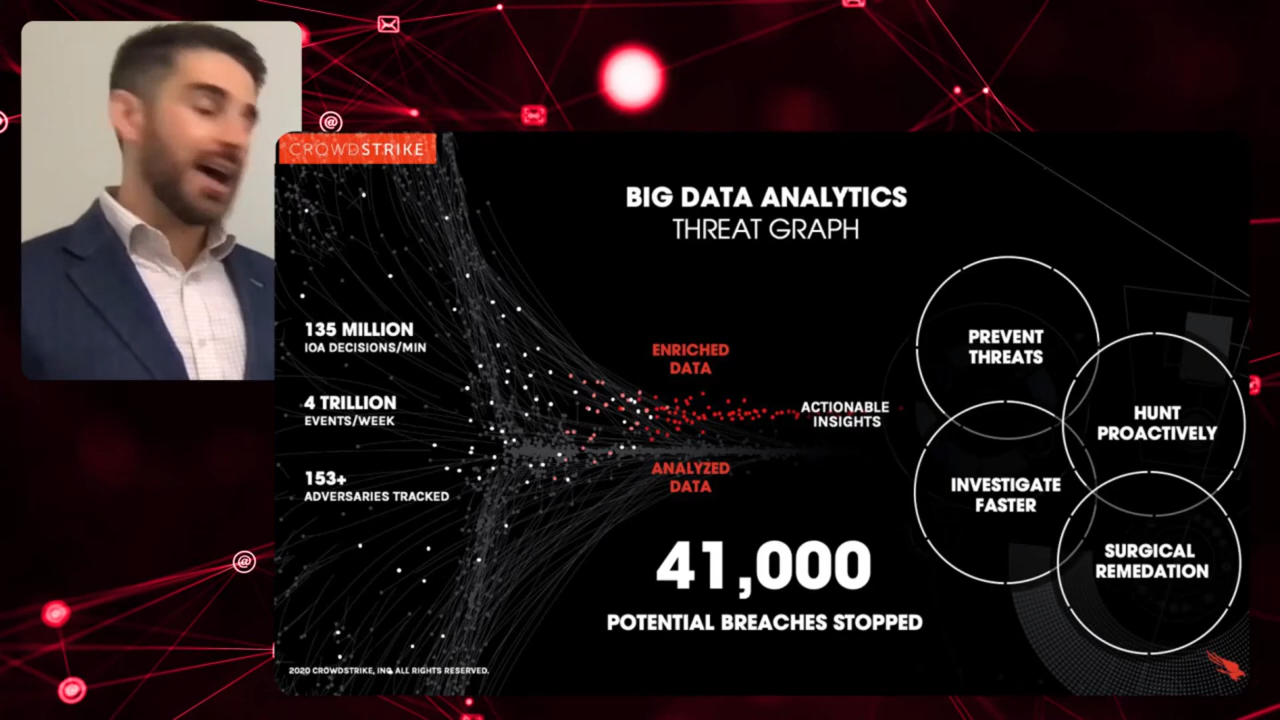 CROWDSTRIKE
BIG DATA ANALYTICS
THREAT GRAPH
135 MILLION
IOA DECISIONS/MIN
4 TRILLION
EVENTS/WEEK
153+
ADVERSARIES TRACKED
ENRICHED
DATA
ACTIONABLE
INSIGHTS
ANALYZED
DATA
41,000
POTENTIAL BREACHES STOPPED
PREVENT
THREATS
HUNT
PROACTIVELY
INVESTIGATE
FASTER
SURGICAL
REMEDATION
2020 CROWDSTRIKE, INC. ALL RIGHTS RESERVED.